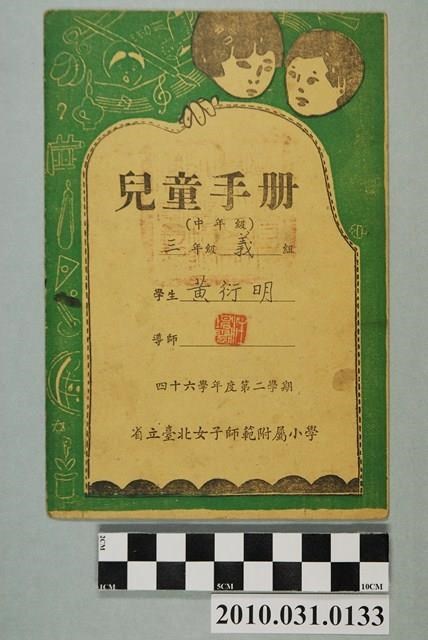 兒童手册
(中年級)
三年級 義 組
學生 黃衍明
導師
四十六學年度第二學期
省立臺北女子師範附屬小學
2CM
1CM 5CM 10CM
2010.031.0133